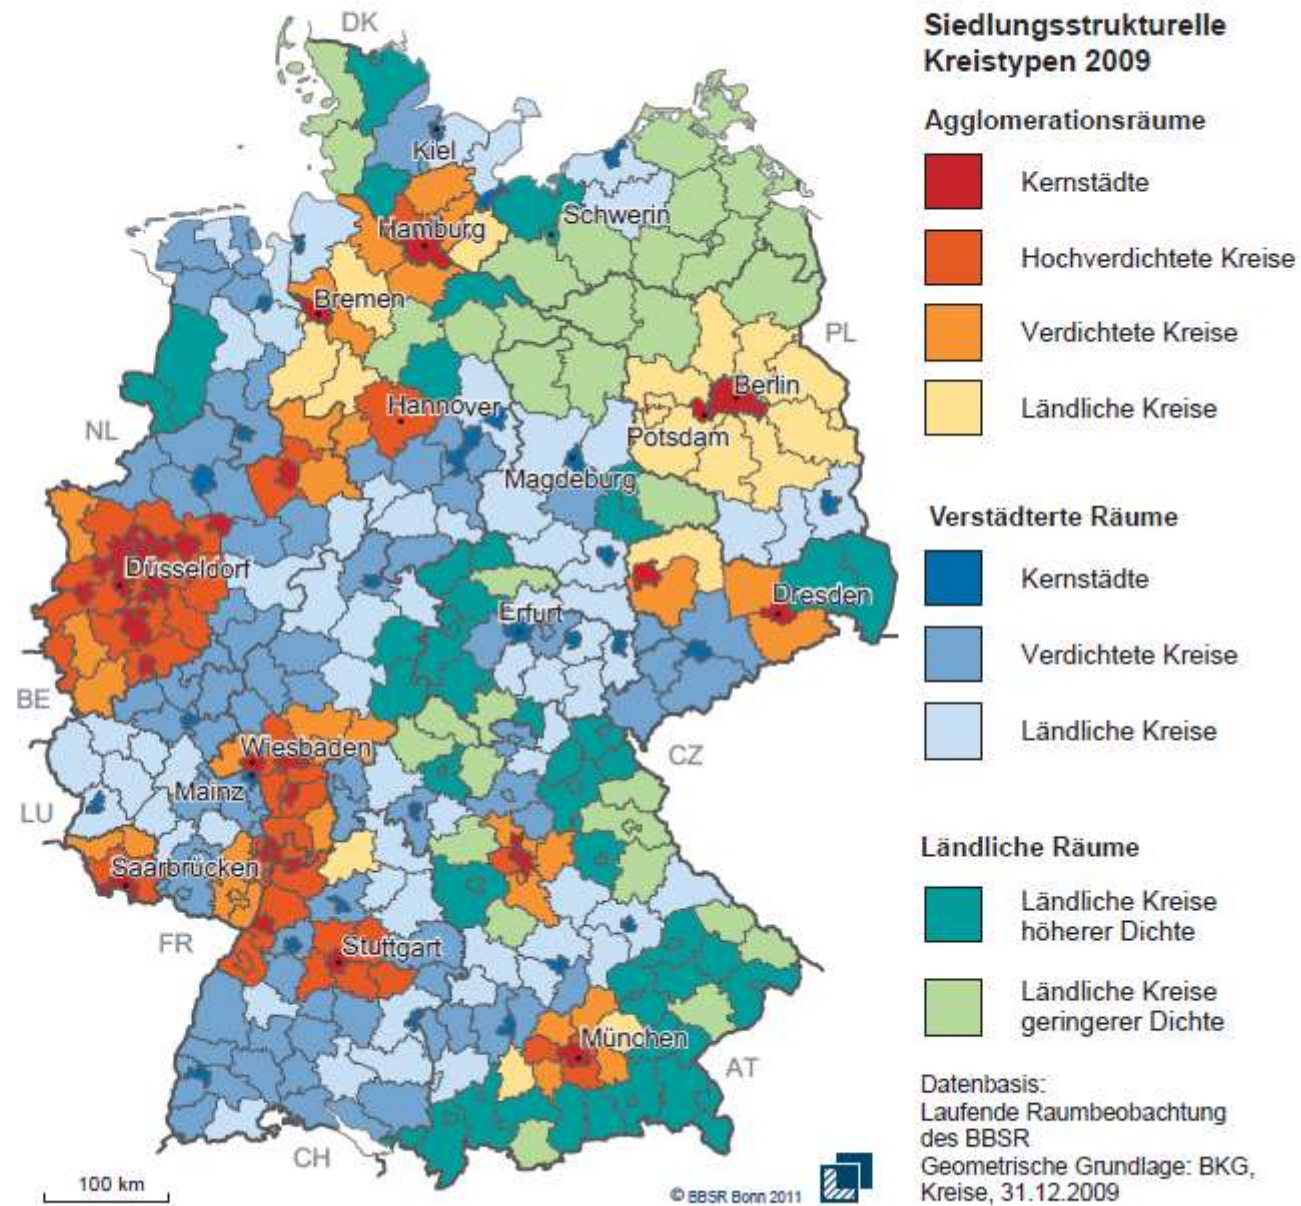 DK
Kiel
Schwerin
Hamburg
Bremen
PL
Berlin
Hannover
NL
Potsdam
Magdeburg
Düsseldorf
Dresden
Erfurt
BE
Wiesbaden
CZ
Mainz
LU
Saarbrücken
FR
Stuttgart
München
AT
CH
100 km
© BBSR Bonn 2011
Siedlungsstrukturelle
Kreistypen 2009
Agglomerationsräume
Kernstädte
Hochverdichtete Kreise
Verdichtete Kreise
Ländliche Kreise
Verstädterte Räume
Kernstädte
Verdichtete Kreise
Ländliche Kreise
Ländliche Räume
Ländliche Kreise
höherer Dichte
Ländliche Kreise
geringerer Dichte
Datenbasis:
Laufende Raumbeobachtung
des BBSR
Geometrische Grundlage: BKG,
Kreise, 31.12.2009